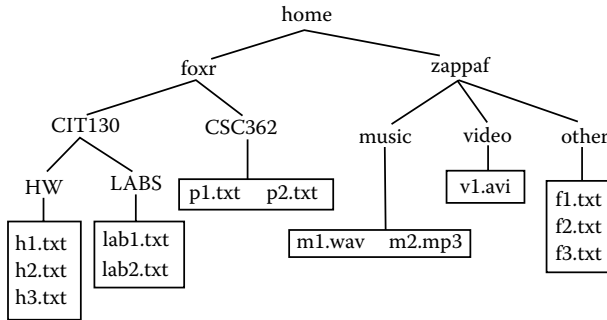 home
foxr zappaf
CIT130 CSC362 music video other
HW LABS p1.txt p2.txt v1.avi f1.txt
h1.txt lab1.txt m1.wav m2.mp3 f2.txt
h2.txt lab2.txt f3.txt
h3.txt